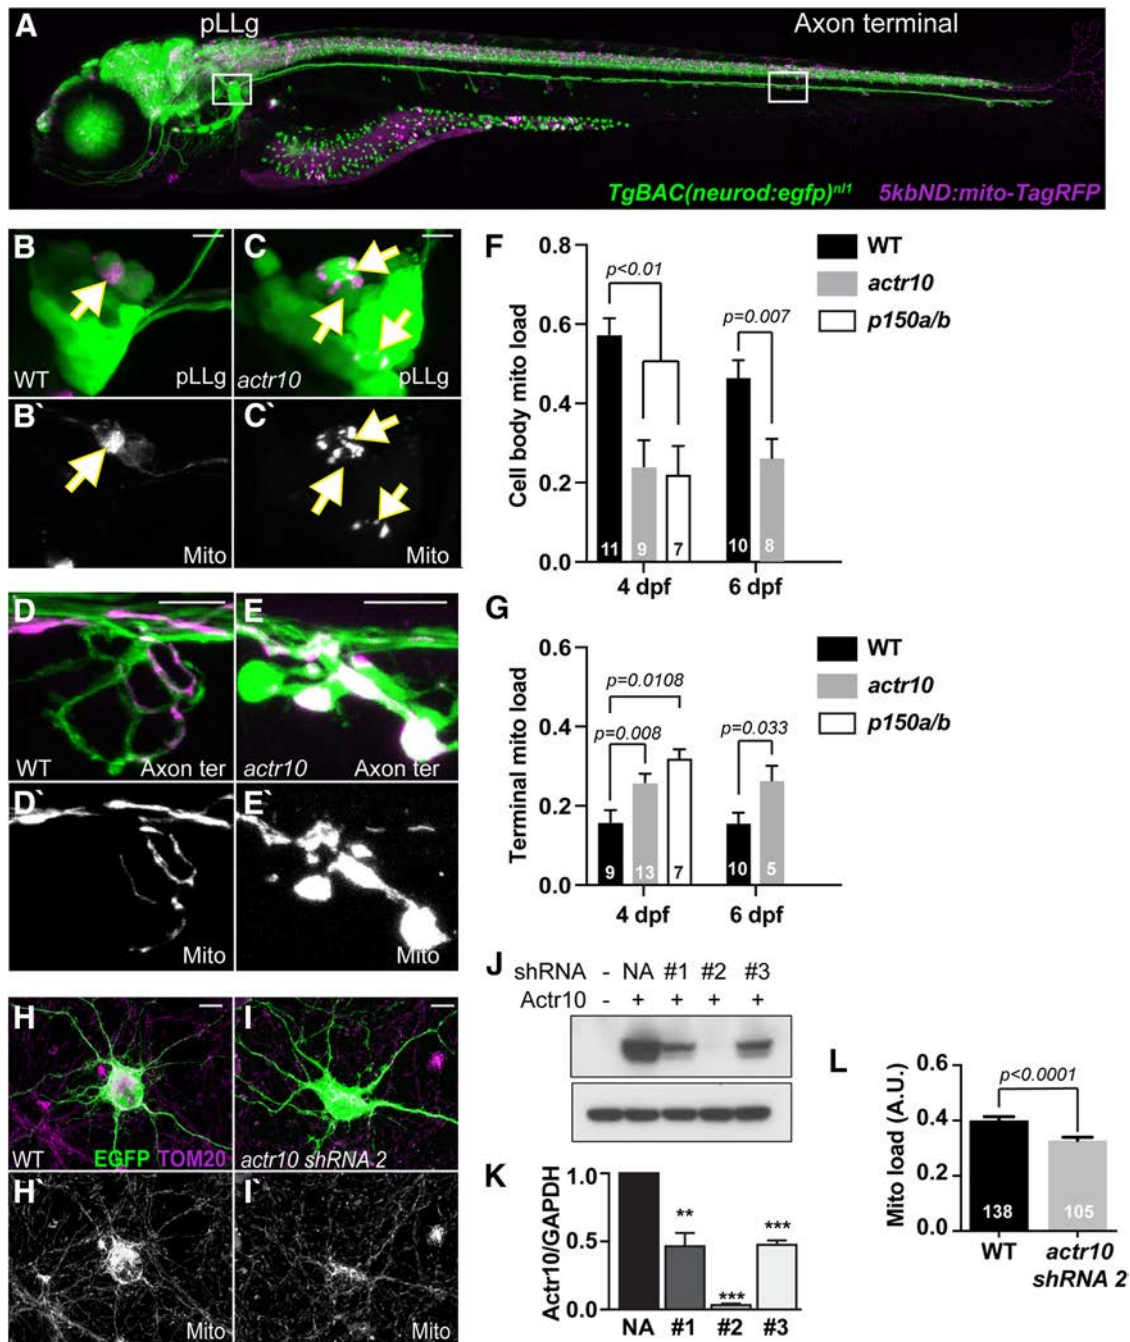 A
pLLg
Axon terminal
TgBAC(neurod:egfp)nl1 5kbND:mito-TagRFP
B
WT
pLLg
C
actr10
pLLg
B`
Mito
C`
Mito
D
WT
Axon ter
E
actr10
Axon ter
D`
Mito
E`
Mito
F
Cell body mito load
0.8
0.6
0.4
0.2
0.0
p<0.01
p=0.007
11
9
7
10
8
4 dpf
6 dpf
WT
actr10
p150a/b
G
Terminal mito load
0.8
0.6
0.4
0.2
0.0
p=0.0108
p=0.008
p=0.033
9
13
7
10
5
4 dpf
6 dpf
WT
actr10
p150a/b
H
WT
EGFP TOM20
I
actr10 shRNA 2
H`
Mito
I`
Mito
J
shRNA - NA #1 #2 #3
Actr10 - + + + +
K
Actr10/GAPDH
1.0
0.5
0.0
**
***
***
NA #1 #2 #3
L
Mito load (A.U.)
0.6
0.4
0.2
0.0
p<0.0001
138
105
WT
actr10
shRNA 2